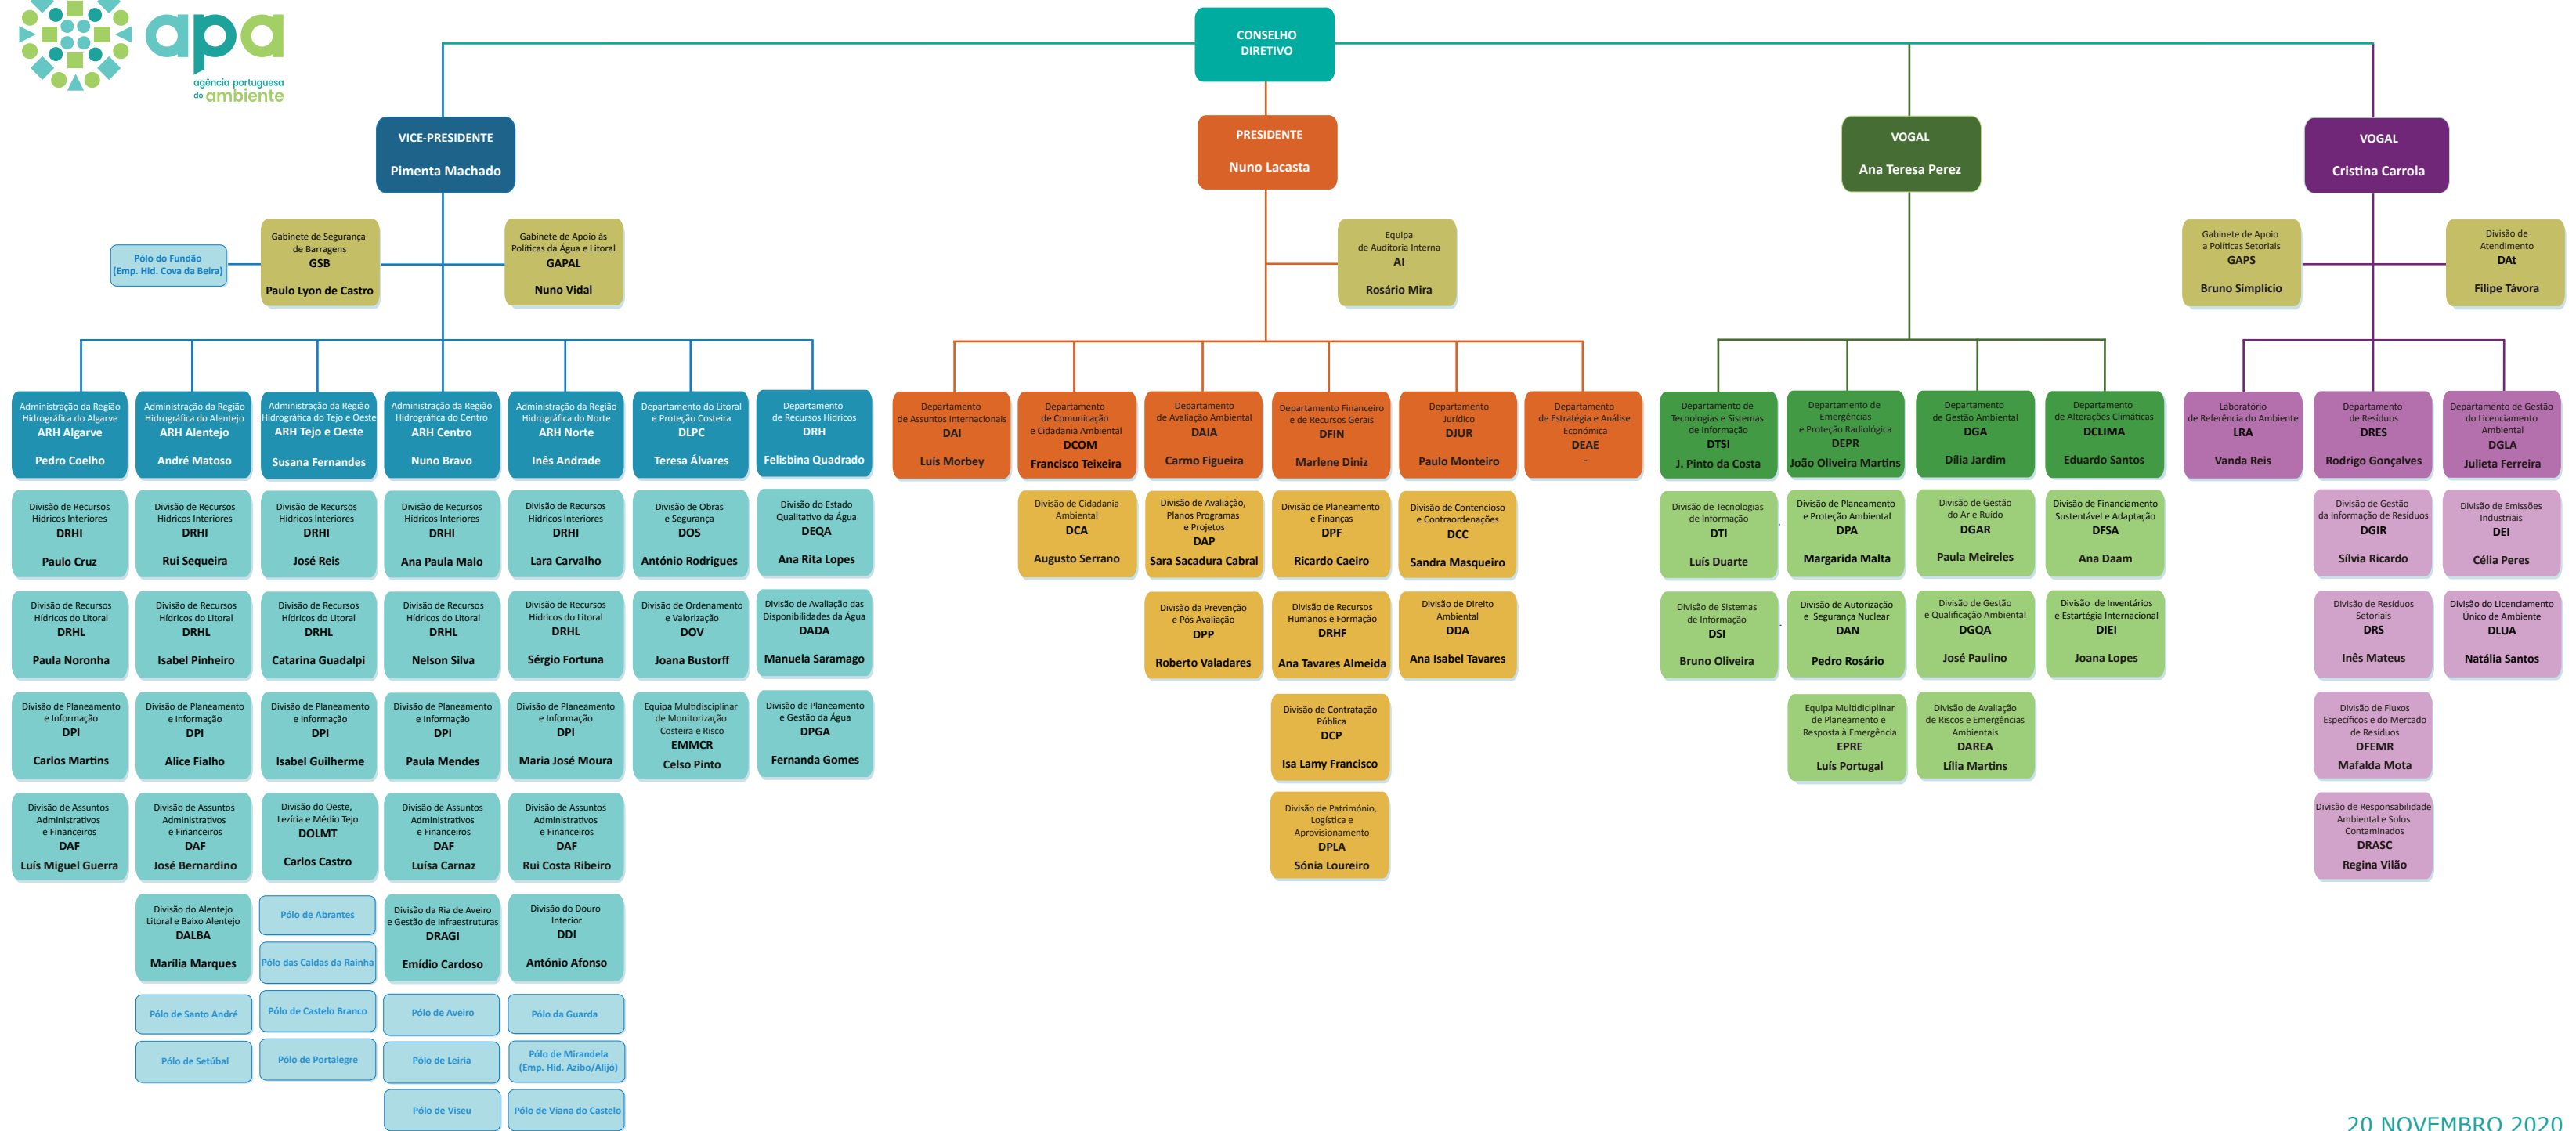 apa
agência portuguesa
do ambiente
CONSELHO
DIRETIVO
VICE-PRESIDENTE
Pimenta Machado
PRESIDENTE
Nuno Lacasta
VOGAL
Ana Teresa Perez
VOGAL
Cristina Carrola
Pólo do Fundão
(Emp. Hid. Cova da Beira)
Gabinete de Segurança
de Barragens
GSB
Paulo Lyon de Castro
Gabinete de Apoio às
Políticas da Água e Litoral
GAPAL
Nuno Vidal
Equipa
de Auditoria Interna
AI
Rosário Mira
Gabinete de Apoio
a Políticas Setoriais
GAPS
Bruno Simplício
Divisão de
Atendimento
DAt
Filipe Távora
Administração da Região
Hidrográfica do Algarve
ARH Algarve
Pedro Coelho
Administração da Região
Hidrográfica do Alentejo
ARH Alentejo
André Matoso
Administração da Região
Hidrográfica do Tejo e Oeste
ARH Tejo e Oeste
Susana Fernandes
Administração da Região
Hidrográfica do Centro
ARH Centro
Nuno Bravo
Administração da Região
Hidrográfica do Norte
ARH Norte
Inês Andrade
Departamento do Litoral
e Proteção Costeira
DLPC
Teresa Álvares
Departamento
de Recursos Hídricos
DRH
Felisbina Quadrado
Departamento
de Assuntos Internacionais
DAI
Luís Morbey
Departamento
de Comunicação
e Cidadania Ambiental
DCOM
Francisco Teixeira
Departamento
de Avaliação Ambiental
DAIA
Carmo Figueira
Departamento Financeiro
e de Recursos Gerais
DFIN
Marlene Diniz
Departamento
Jurídico
DJUR
Paulo Monteiro
Departamento
de Estratégia e Análise
Económica
DEAE
-
Departamento de
Tecnologias e Sistemas
de Informação
DTSI
J. Pinto da Costa
Departamento de
Emergências
e Proteção Radiológica
DEPR
João Oliveira Martins
Departamento
de Gestão Ambiental
DGA
Dília Jardim
Departamento
de Alterações Climáticas
DCLIMA
Eduardo Santos
Laboratório
de Referência do Ambiente
LRA
Vanda Reis
Departamento
de Resíduos
DRES
Rodrigo Gonçalves
Departamento de Gestão
do Licenciamento
Ambiental
DGLA
Julieta Ferreira
Divisão de Recursos
Hídricos Interiores
DRHI
Paulo Cruz
Divisão de Recursos
Hídricos Interiores
DRHI
Rui Sequeira
Divisão de Recursos
Hídricos Interiores
DRHI
José Reis
Divisão de Recursos
Hídricos Interiores
DRHI
Ana Paula Malo
Divisão de Recursos
Hídricos Interiores
DRHI
Lara Carvalho
Divisão de Obras
e Segurança
DOS
António Rodrigues
Divisão do Estado
Qualitativo da Água
DEQA
Ana Rita Lopes
Divisão de Cidadania
Ambiental
DCA
Augusto Serrano
Divisão de Avaliação,
Planos Programas
e Projetos
DAP
Sara Sacadura Cabral
Divisão de Planeamento
e Finanças
DPF
Ricardo Caeiro
Divisão de Contencioso
e Contraordenações
DCC
Sandra Masqueiro
Divisão de Tecnologias
de Informação
DTI
Luís Duarte
Divisão de Planeamento
e Proteção Ambiental
DPA
Margarida Malta
Divisão de Gestão
do Ar e Ruído
DGAR
Paula Meireles
Divisão de Financiamento
Sustentável e Adaptação
DFSA
Ana Daam
Divisão de Gestão
da Informação de Resíduos
DGIR
Sílvia Ricardo
Divisão de Emissões
Industriais
DEI
Célia Peres
Divisão de Recursos
Hídricos do Litoral
DRHL
Paula Noronha
Divisão de Recursos
Hídricos do Litoral
DRHL
Isabel Pinheiro
Divisão de Recursos
Hídricos do Litoral
DRHL
Catarina Guadalpi
Divisão de Recursos
Hídricos do Litoral
DRHL
Nelson Silva
Divisão de Recursos
Hídricos do Litoral
DRHL
Sérgio Fortuna
Divisão de Ordenamento
e Valorização
DOV
Joana Bustorff
Divisão de Avaliação das
Disponibilidades da Água
DADA
Manuela Saramago
Divisão da Prevenção
e Pós Avaliação
DPP
Roberto Valadares
Divisão de Recursos
Humanos e Formação
DRHF
Ana Tavares Almeida
Divisão de Direito
Ambiental
DDA
Ana Isabel Tavares
Divisão de Sistemas
de Informação
DSI
Bruno Oliveira
Divisão de Autorização
e Segurança Nuclear
DAN
Pedro Rosário
Divisão de Gestão
e Qualificação Ambiental
DGQA
José Paulino
Divisão de Inventários
e Estartégia Internacional
DIEI
Joana Lopes
Divisão de Resíduos
Setoriais
DRS
Inês Mateus
Divisão do Licenciamento
Único de Ambiente
DLUA
Natália Santos
Divisão de Planeamento
e Informação
DPI
Carlos Martins
Divisão de Planeamento
e Informação
DPI
Alice Fialho
Divisão de Planeamento
e Informação
DPI
Isabel Guilherme
Divisão de Planeamento
e Informação
DPI
Paula Mendes
Divisão de Planeamento
e Informação
DPI
Maria José Moura
Equipa Multidisciplinar
de Monitorização
Costeira e Risco
EMMCR
Celso Pinto
Divisão de Planeamento
e Gestão da Água
DPGA
Fernanda Gomes
Divisão de Contratação
Pública
DCP
Isa Lamy Francisco
Equipa Multidiciplinar
de Planeamento e
Resposta à Emergência
EPRE
Luís Portugal
Divisão de Avaliação
de Riscos e Emergências
Ambientais
DAREA
Lília Martins
Divisão de Fluxos
Específicos e do Mercado
de Resíduos
DFEMR
Mafalda Mota
Divisão de Assuntos
Administrativos
e Financeiros
DAF
Luís Miguel Guerra
Divisão de Assuntos
Administrativos
e Financeiros
DAF
José Bernardino
Divisão do Oeste,
Lezíria e Médio Tejo
DOLMT
Carlos Castro
Divisão de Assuntos
Administrativos
e Financeiros
DAF
Luísa Carnaz
Divisão de Assuntos
Administrativos
e Financeiros
DAF
Rui Costa Ribeiro
Divisão de Património,
Logística e
Aprovisionamento
DPLA
Sónia Loureiro
Divisão de Responsabilidade
Ambiental e Solos
Contaminados
DRASC
Regina Vilão
Divisão do Alentejo
Litoral e Baixo Alentejo
DALBA
Marília Marques
Pólo de Abrantes
Pólo das Caldas da Rainha
Divisão da Ria de Aveiro
e Gestão de Infraestruturas
DRAGI
Emídio Cardoso
Divisão do Douro
Interior
DDI
António Afonso
Pólo de Santo André
Pólo de Castelo Branco
Pólo de Aveiro
Pólo da Guarda
Pólo de Setúbal
Pólo de Portalegre
Pólo de Leiria
Pólo de Mirandela
(Emp. Hid. Azibo/Alijó)
Pólo de Viseu
Pólo de Viana do Castelo
20 NOVEMBRO 2020